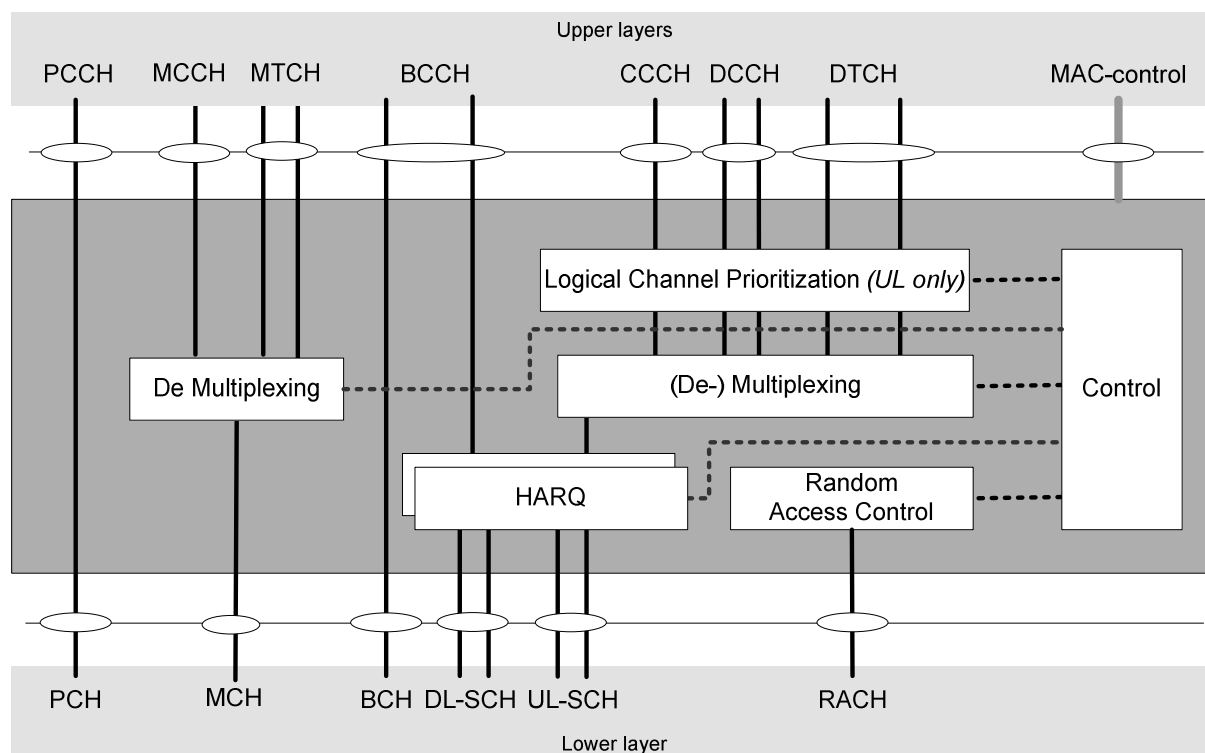 Upper layers
PCCH MCCH MTCH BCCH CCCH DCCH DTCH MAC-control
Logical Channel Prioritization (UL only)
De Multiplexing
(De-) Multiplexing
Control
HARQ
Random
Access Control
PCH MCH BCH DL-SCH UL-SCH RACH
Lower layer